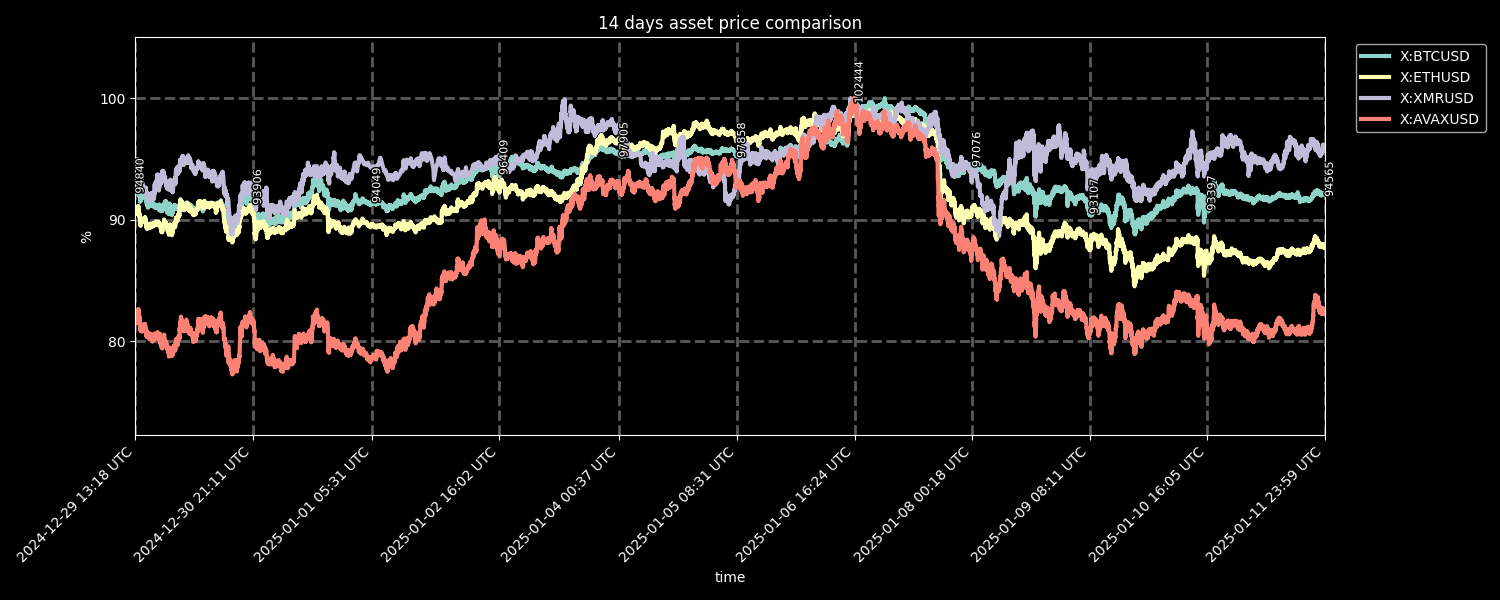 14 days asset price comparison
X:BTCUSD
X:ETHUSD
X:XMRUSD
X:AVAXUSD
%
100
90
80
94840
93906
94049
96409
97905
97858
102444
97076
93107
93397
94565
2024-12-29 13:18 UTC
2024-12-30 21:11 UTC
2025-01-01 05:31 UTC
2025-01-02 16:02 UTC
2025-01-04 00:37 UTC
2025-01-05 08:31 UTC
2025-01-06 16:24 UTC
2025-01-08 00:18 UTC
2025-01-09 08:11 UTC
2025-01-10 16:05 UTC
2025-01-11 23:59 UTC
time